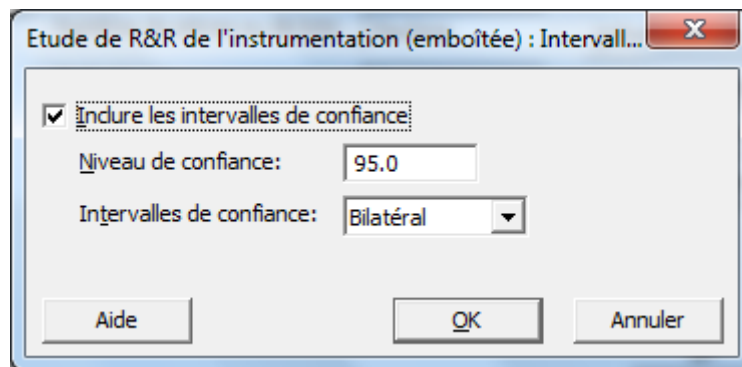 Etude de R&R de l'instrumentation (emboîtée) : Intervall...
Inclure les intervalles de confiance
Niveau de confiance: 95.0
Intervalles de confiance: Bilatéral
Aide OK Annuler